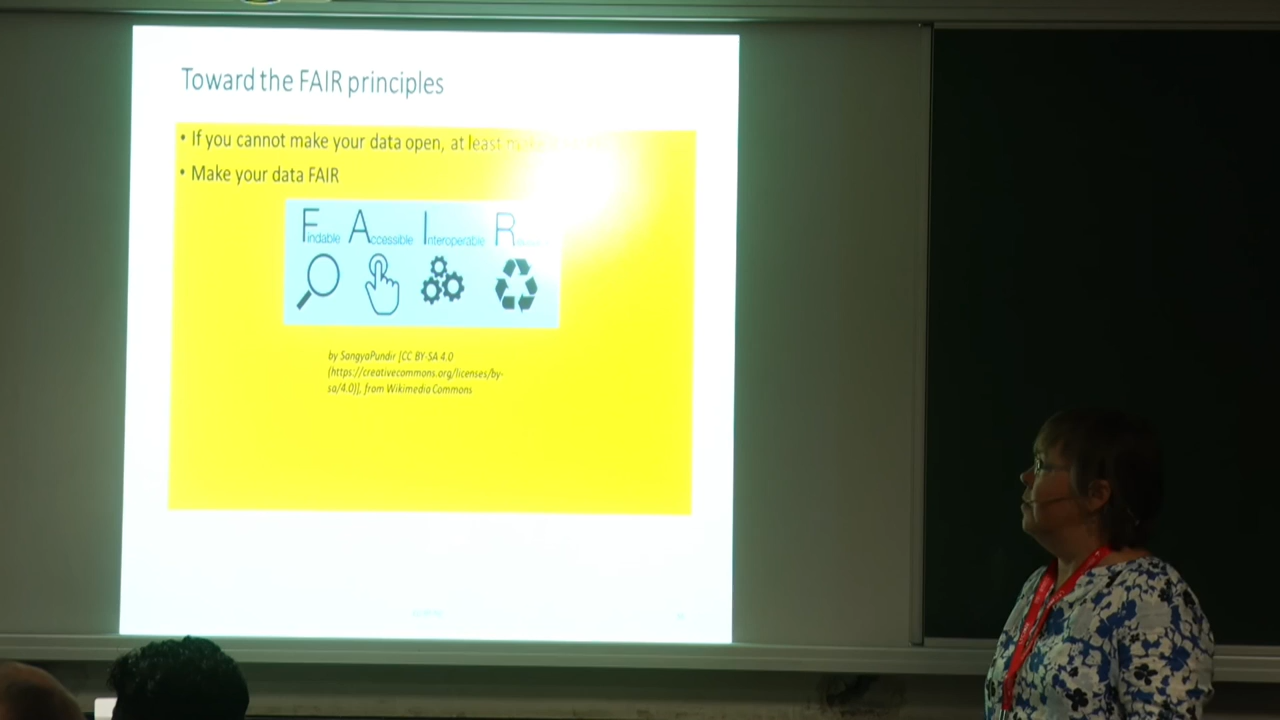 Toward the FAIR principles
• If you cannot make your data open, at least
• Make your data FAIR
Findable Accessible Interoperable R
by SangyaPundir [CC BY-SA 4.0
(https://creativecommons.org/licenses/by-
sa/4.0)], from Wikimedia Commons